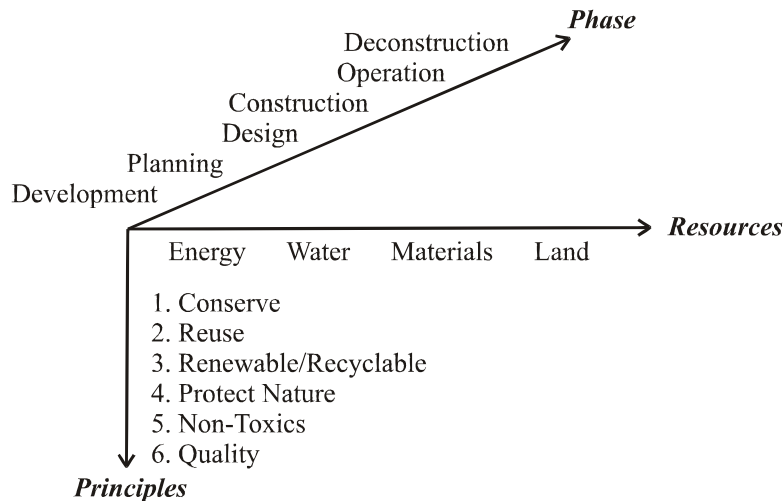 Phase
Deconstruction
Operation
Construction
Design
Planning
Development
Resources
Energy Water Materials Land
1. Conserve
2. Reuse
3. Renewable/Recyclable
4. Protect Nature
5. Non-Toxics
6. Quality
Principles